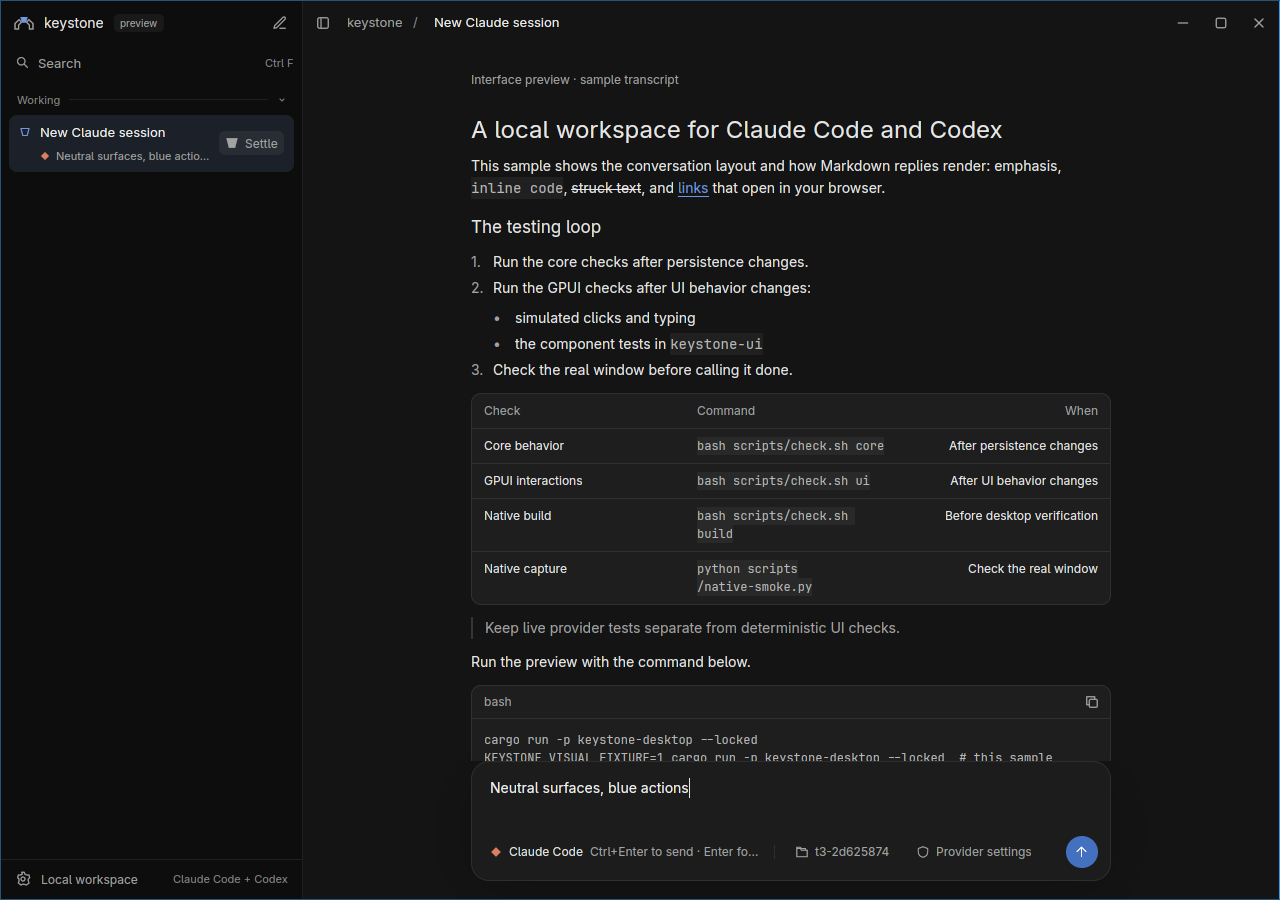 keystone preview
Search Ctrl F
Working
New Claude session
Neutral surfaces, blue actio...
Settle
Local workspace Claude Code + Codex
keystone / New Claude session
Interface preview · sample transcript
A local workspace for Claude Code and Codex
This sample shows the conversation layout and how Markdown replies render: emphasis,
inline code, struck text, and links that open in your browser.
The testing loop
1. Run the core checks after persistence changes.
2. Run the GPUI checks after UI behavior changes:
• simulated clicks and typing
• the component tests in keystone-ui
3. Check the real window before calling it done.
Check Command When
Core behavior bash scripts/check.sh core After persistence changes
GPUI interactions bash scripts/check.sh ui After UI behavior changes
Native build bash scripts/check.sh Before desktop verification
build
Native capture python scripts Check the real window
/native-smoke.py
Keep live provider tests separate from deterministic UI checks.
Run the preview with the command below.
bash
cargo run -p keystone-desktop --locked
KEYSTONE_VISUAL_FIXTURE=1 cargo run -p keystone-desktop --locked # this sample
Neutral surfaces, blue actions
Claude Code Ctrl+Enter to send · Enter fo... t3-2d625874 Provider settings